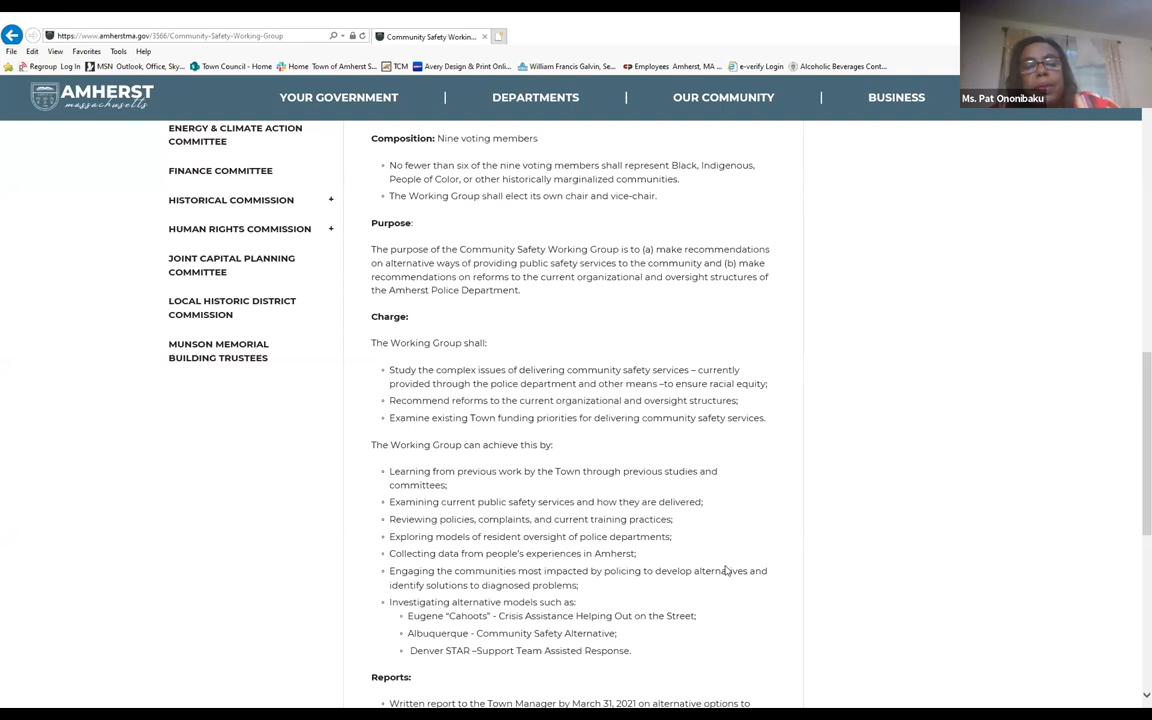 https://www.amherstma.gov/3566/Community-Safety-Working-Group
Community Safety Workin...
File Edit View Favorites Tools Help
Regroup Log In MSN Outlook, Office, Sky... Town Council - Home Home Town of Amherst S... TCM Avery Design & Print Onli... William Francis Galvin, Se... Employees Amherst, MA ... e-verify Login Alcoholic Beverages Cont...
Ms. Pat Ononibaku
AMHERST
massachusetts
YOUR GOVERNMENT | DEPARTMENTS | OUR COMMUNITY | BUSINESS
ENERGY & CLIMATE ACTION
COMMITTEE
FINANCE COMMITTEE
HISTORICAL COMMISSION +
HUMAN RIGHTS COMMISSION +
JOINT CAPITAL PLANNING
COMMITTEE
LOCAL HISTORIC DISTRICT
COMMISSION
MUNSON MEMORIAL
BUILDING TRUSTEES
Composition: Nine voting members
No fewer than six of the nine voting members shall represent Black, Indigenous,
People of Color, or other historically marginalized communities.
The Working Group shall elect its own chair and vice-chair.
Purpose:
The purpose of the Community Safety Working Group is to (a) make recommendations
on alternative ways of providing public safety services to the community and (b) make
recommendations on reforms to the current organizational and oversight structures of
the Amherst Police Department.
Charge:
The Working Group shall:
Study the complex issues of delivering community safety services – currently
provided through the police department and other means –to ensure racial equity;
Recommend reforms to the current organizational and oversight structures;
Examine existing Town funding priorities for delivering community safety services.
The Working Group can achieve this by:
Learning from previous work by the Town through previous studies and
committees;
Examining current public safety services and how they are delivered;
Reviewing policies, complaints, and current training practices;
Exploring models of resident oversight of police departments;
Collecting data from people's experiences in Amherst;
Engaging the communities most impacted by policing to develop alternatives and
identify solutions to diagnosed problems;
Investigating alternative models such as:
Eugene "Cahoots" - Crisis Assistance Helping Out on the Street;
Albuquerque - Community Safety Alternative;
Denver STAR –Support Team Assisted Response.
Reports:
Written report to the Town Manager by March 31, 2021 on alternative options to